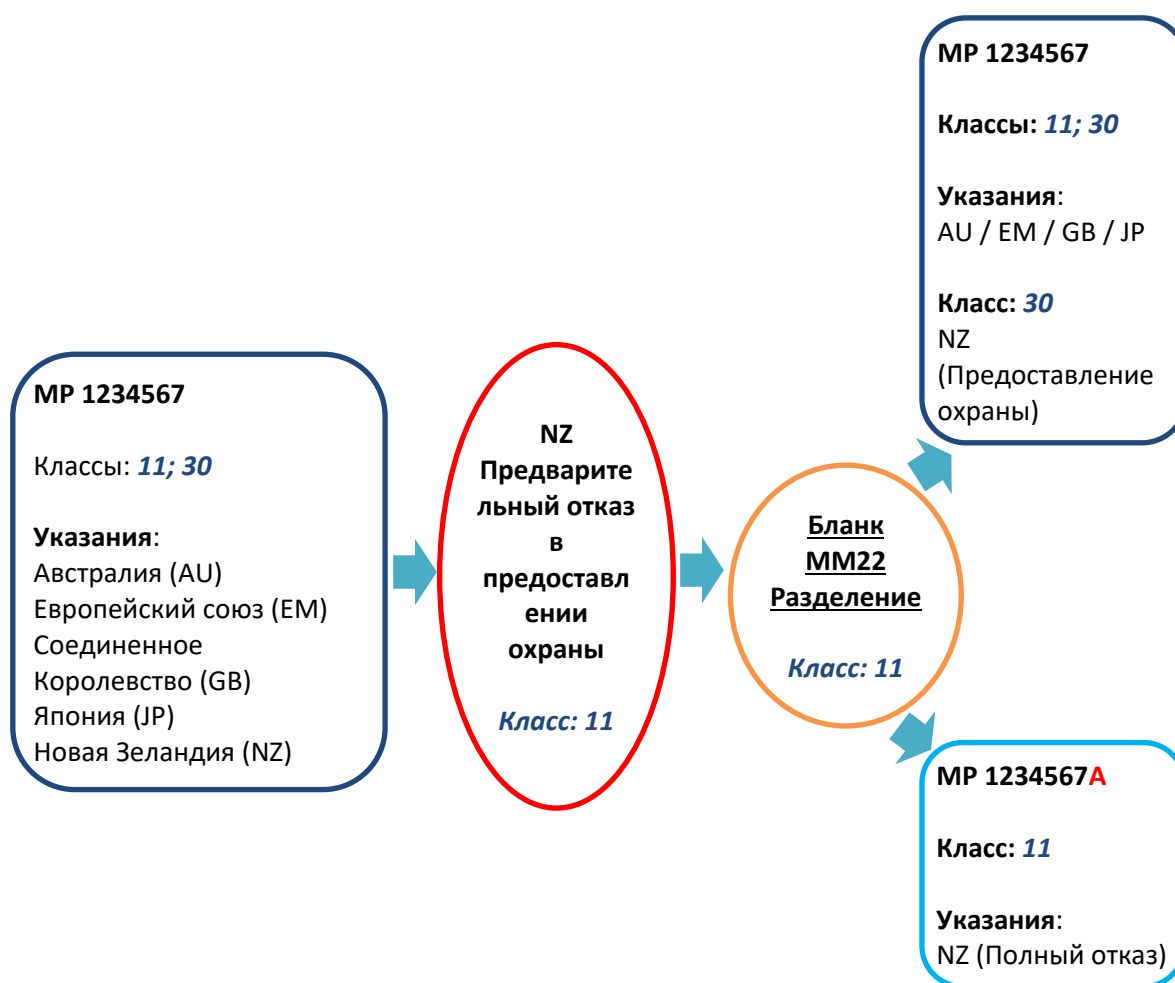 МР 1234567
Классы: 11; 30
Указания:
Австралия (AU)
Европейский союз (EM)
Соединенное
Королевство (GB)
Япония (JP)
Новая Зеландия (NZ)
NZ
Предварите
льный отказ
в
предоставл
ении
охраны
Класс: 11
Бланк
ММ22
Разделение
Класс: 11
МР 1234567
Классы: 11; 30
Указания:
AU / EM / GB / JP
Класс: 30
NZ
(Предоставление
охраны)
МР 1234567А
Класс: 11
Указания:
NZ (Полный отказ)